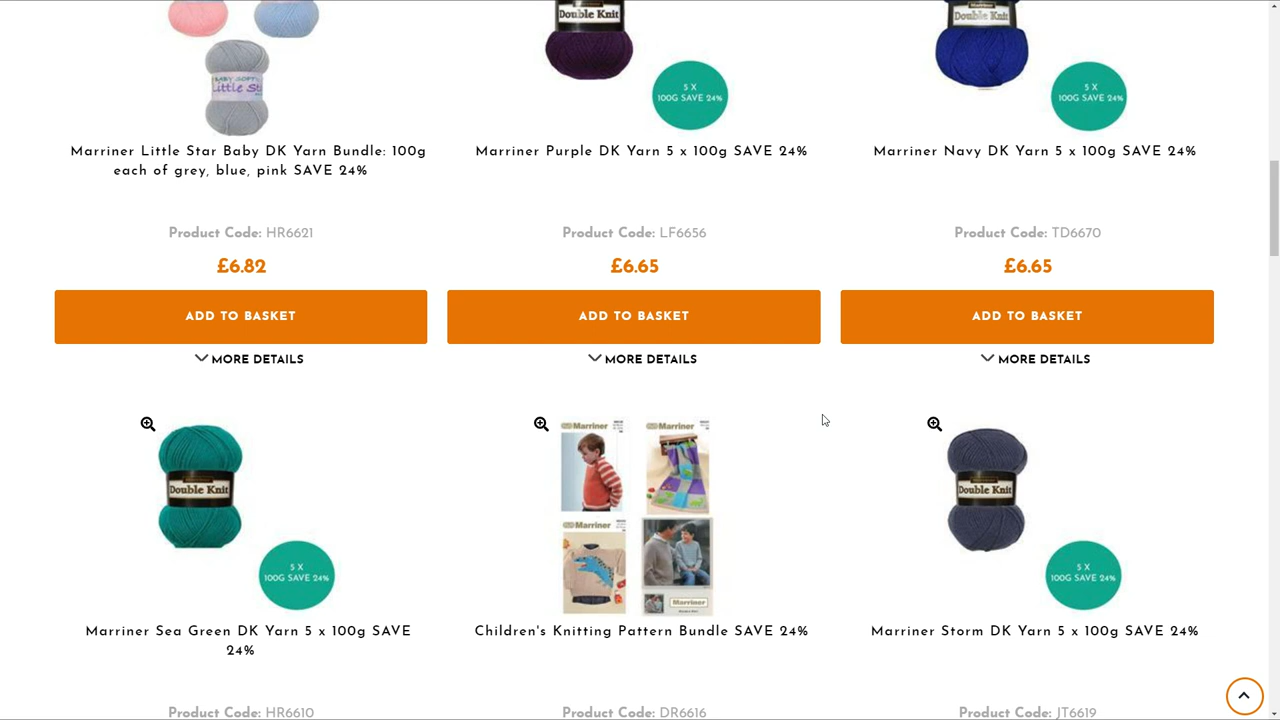 Double Knit
Marriner
Double Knit
BABY SOFT
Little St
5 X
100G SAVE 24%
5 X
100G SAVE 24%
Marriner Little Star Baby DK Yarn Bundle: 100g
each of grey, blue, pink SAVE 24%
Marriner Purple DK Yarn 5 x 100g SAVE 24%
Marriner Navy DK Yarn 5 x 100g SAVE 24%
Product Code: HR6621
Product Code: LF6656
Product Code: TD6670
£6.82
£6.65
£6.65
ADD TO BASKET
ADD TO BASKET
ADD TO BASKET
MORE DETAILS
MORE DETAILS
MORE DETAILS
Double Knit
Marriner
Marriner
Marriner
Marriner
Double Knit
5 X
100G SAVE 24%
5 X
100G SAVE 24%
Marriner Sea Green DK Yarn 5 x 100g SAVE
24%
Children's Knitting Pattern Bundle SAVE 24%
Marriner Storm DK Yarn 5 x 100g SAVE 24%
Product Code: HR6610
Product Code: DR6616
Product Code: JT6619